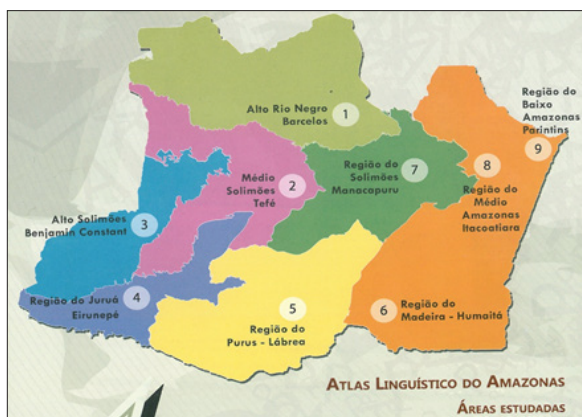 Alto Rio Negro
Barcelos
1
Médio
Solimões
Tefé
2
Alto Solimões
Benjamin Constant
3
Região do Juruá
Eirunepé
4
5
Região do
Purus - Lábrea
6
Região do
Madeira - Humaitá
Região do
Solimões
Manacapuru
7
8
Região do
Médio
Amazonas
Itacoatiara
Região do
Baixo
Amazonas
Parintins
9
ATLAS LINGUÍSTICO DO AMAZONAS
ÁREAS ESTUDADAS